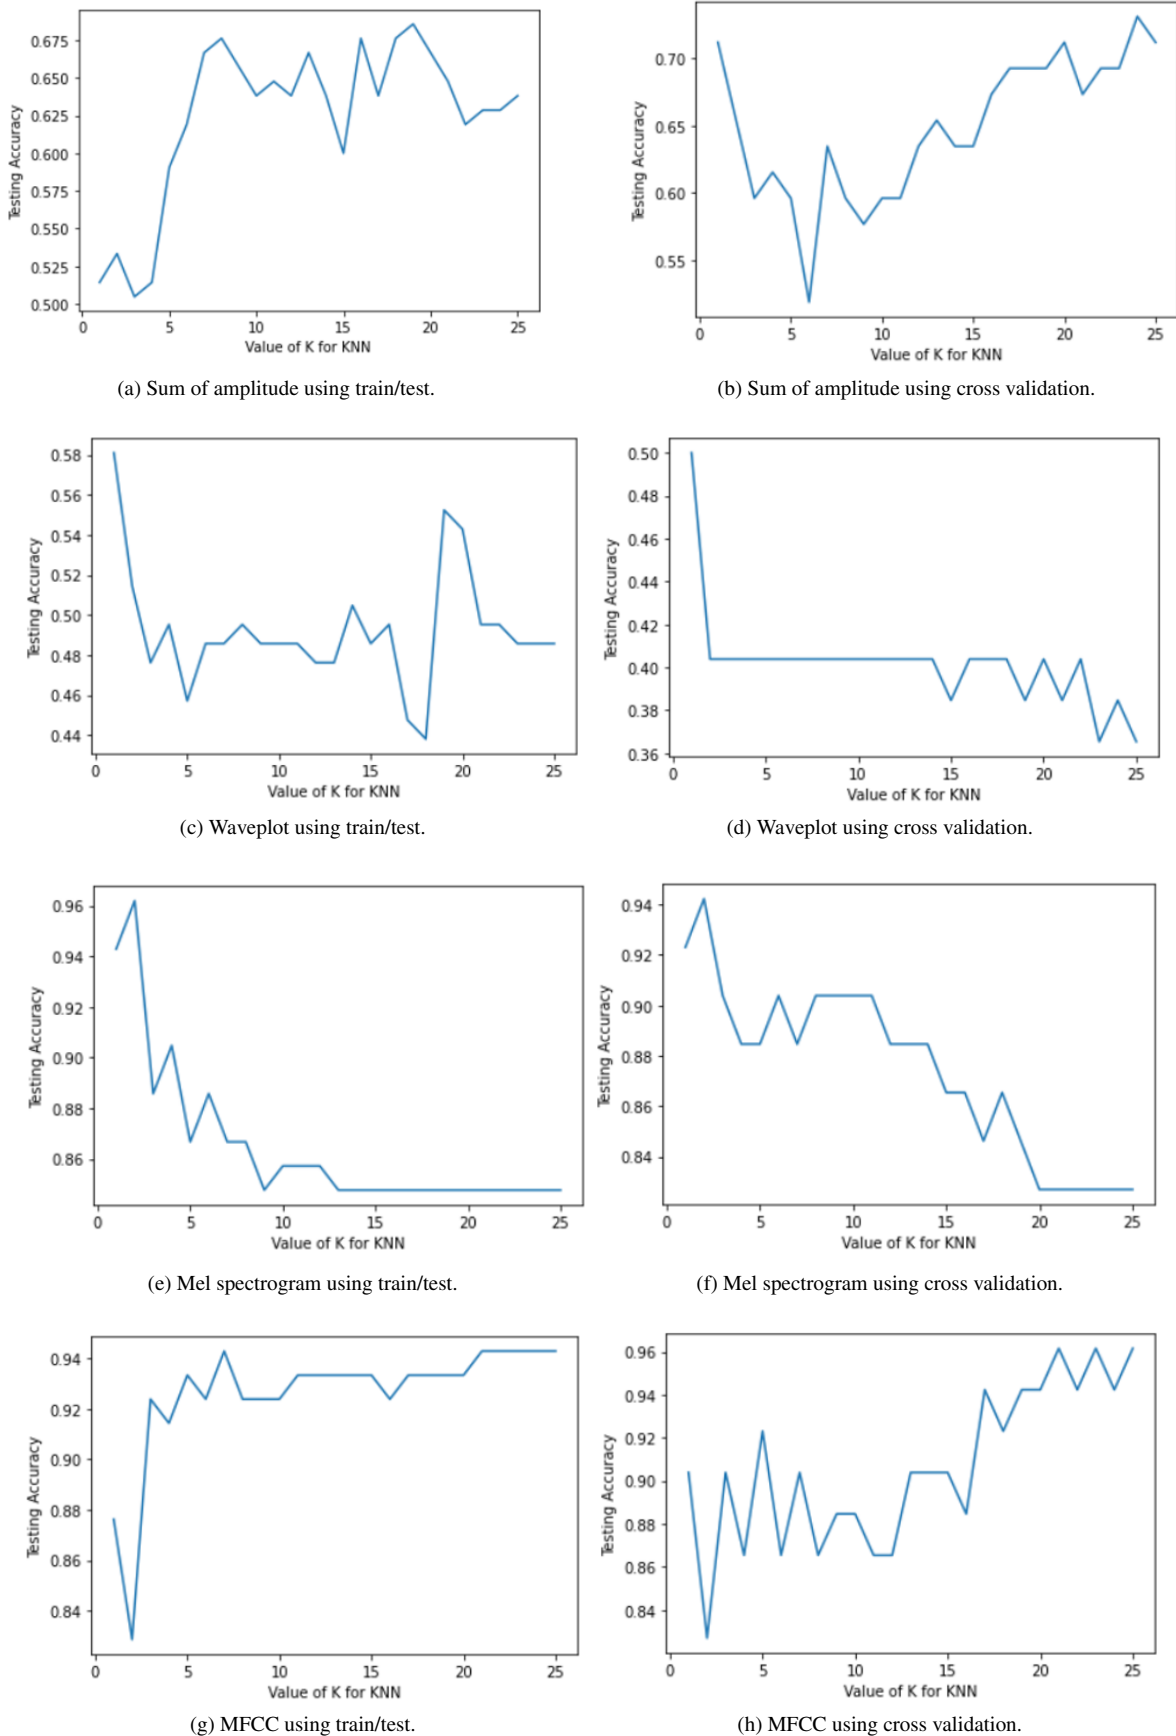 0.675
0.650
0.625
0.600
0.575
0.550
0.525
0.500
Testing Accuracy
0 5 10 15 20 25
Value of K for KNN
(a) Sum of amplitude using train/test.
0.70
0.65
0.60
0.55
Testing Accuracy
0 5 10 15 20 25
Value of K for KNN
(b) Sum of amplitude using cross validation.
0.58
0.56
0.54
0.52
0.50
0.48
0.46
0.44
Testing Accuracy
0 5 10 15 20 25
Value of K for KNN
(c) Waveplot using train/test.
0.50
0.48
0.46
0.44
0.42
0.40
0.38
0.36
Testing Accuracy
0 5 10 15 20 25
Value of K for KNN
(d) Waveplot using cross validation.
0.96
0.94
0.92
0.90
0.88
0.86
Testing Accuracy
0 5 10 15 20 25
Value of K for KNN
(e) Mel spectrogram using train/test.
0.94
0.92
0.90
0.88
0.86
0.84
Testing Accuracy
0 5 10 15 20 25
Value of K for KNN
(f) Mel spectrogram using cross validation.
0.94
0.92
0.90
0.88
0.86
0.84
Testing Accuracy
0 5 10 15 20 25
Value of K for KNN
(g) MFCC using train/test.
0.96
0.94
0.92
0.90
0.88
0.86
0.84
Testing Accuracy
0 5 10 15 20 25
Value of K for KNN
(h) MFCC using cross validation.